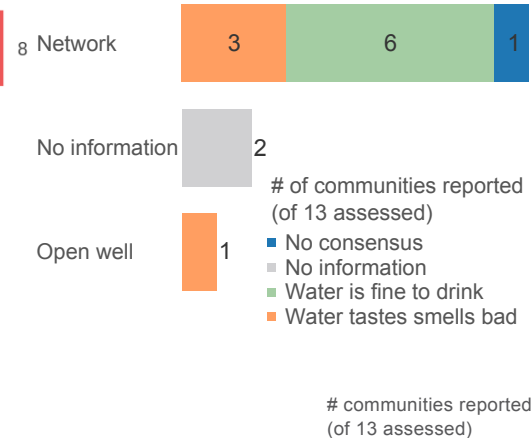 8 Network 3 6 1
No information 2
# of communities reported
(of 13 assessed)
Open well 1
No consensus
No information
Water is fine to drink
Water tastes smells bad
# communities reported
(of 13 assessed)